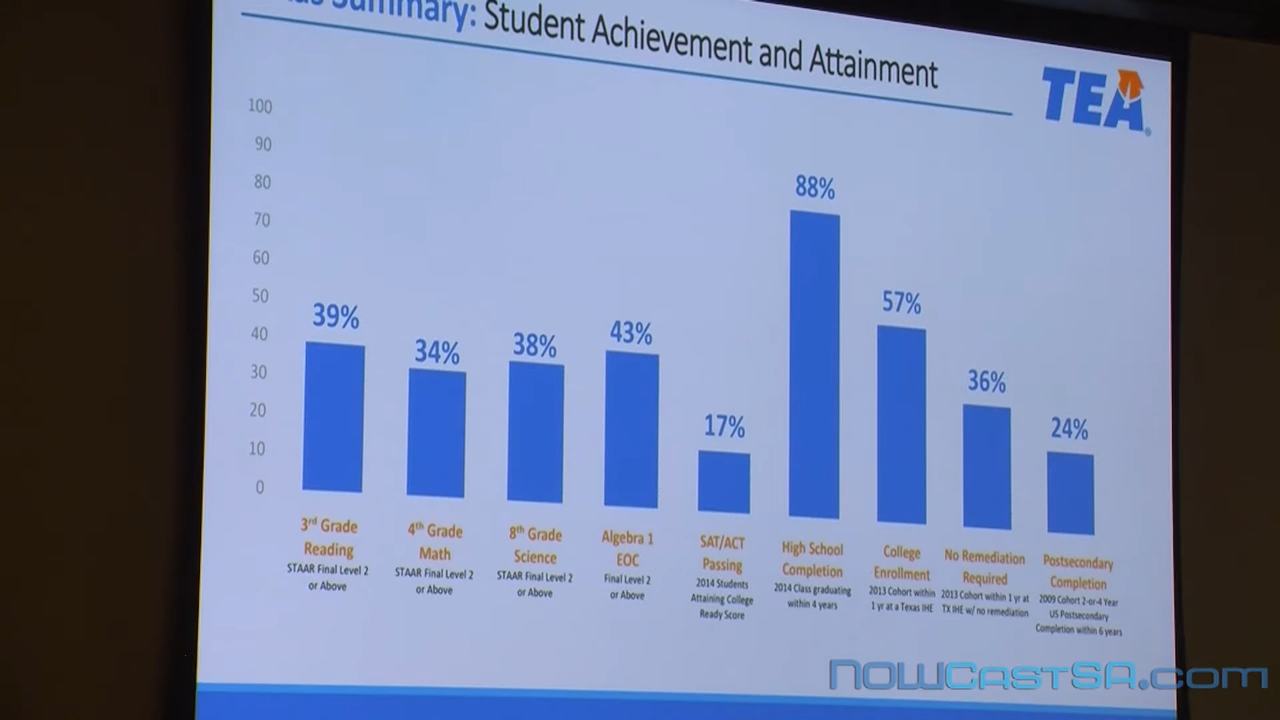 Summary: Student Achievement and Attainment
TEA
100
90
80
70
60
50
40
30
20
10
0
39%
34%
38%
43%
17%
88%
57%
36%
24%
3rd Grade
Reading
STAAR Final Level 2
or Above
4th Grade
Math
STAAR Final Level 2
or Above
8th Grade
Science
STAAR Final Level 2
or Above
Algebra 1
EOC
Final Level 2
or Above
SAT/ACT
Passing
2014 Students
Attaining College
Ready Score
High School
Completion
2014 Class graduating
within 4 years
College
Enrollment
2013 Cohort within
1 yr at a Texas IHE
No Remediation
Required
2013 Cohort within 1 yr at
TX IHE w/ no remediation
Postsecondary
Completion
2009 Cohort 2-or-4 Year
US Postsecondary
Completion within 6 years
NOWCASTSA.com